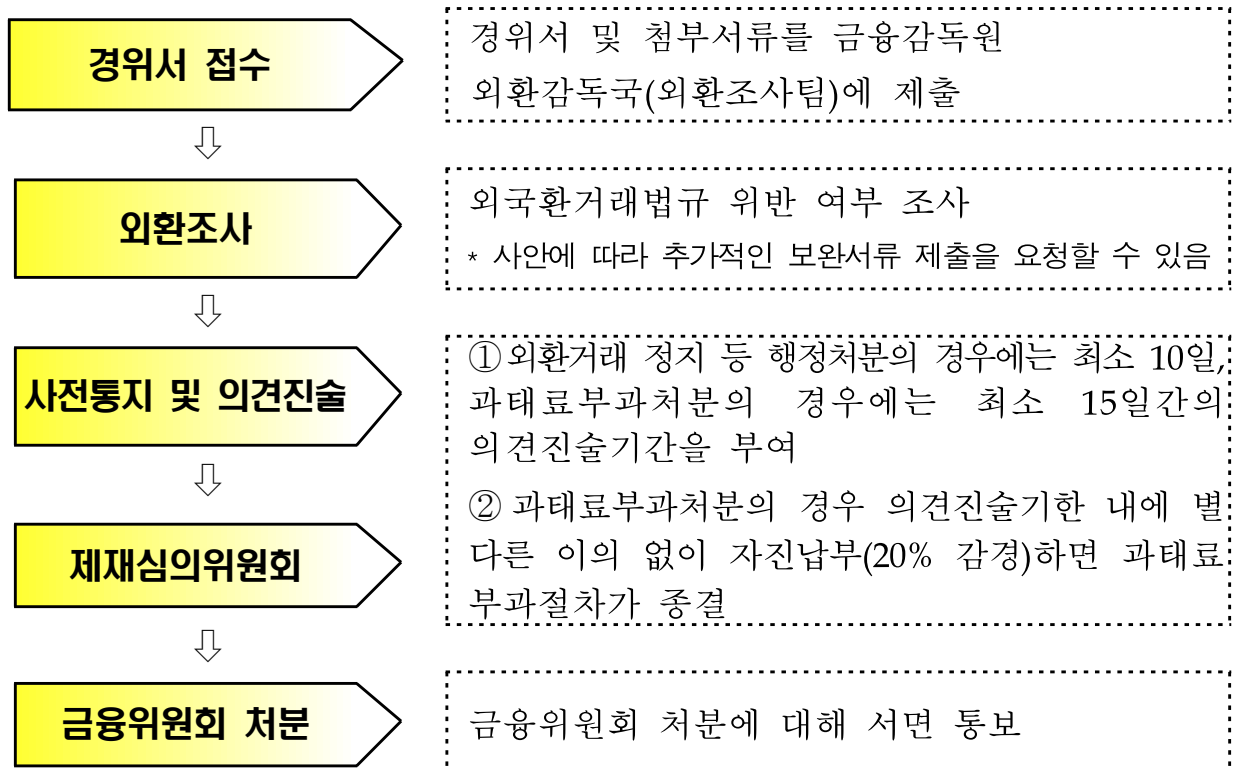 경위서 접수
경위서 및 첨부서류를 금융감독원
외환감독국(외환조사팀)에 제출
⇩
외환조사
외국환거래법규 위반 여부 조사
* 사안에 따라 추가적인 보완서류 제출을 요청할 수 있음
⇩
사전통지 및 의견진술
① 외환거래 정지 등 행정처분의 경우에는 최소 10일,
과태료부과처분의 경우에는 최소 15일간의
의견진술기간을 부여
⇩
제재심의위원회
② 과태료부과처분의 경우 의견진술기한 내에 별
다른 이의 없이 자진납부(20% 감경)하면 과태료
부과절차가 종결
⇩
금융위원회 처분
금융위원회 처분에 대해 서면 통보